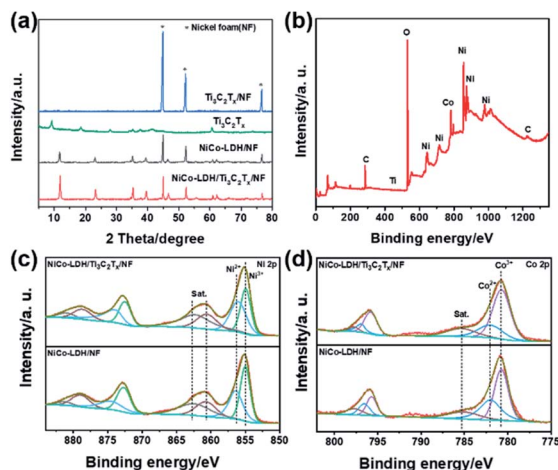 (a)
* Nickel foam(NF)
Ti3C2Tx/NF
Ti3C2Tx
NiCo-LDH/NF
NiCo-LDH/Ti3C2Tx/NF
Intensity/a. u.
10 20 30 40 50 60 70 80
2 Theta/degree
(b)
O
Ni
Ni
Co
Ni
Ni
Ni
C
Ti
C
Intensity/a. u.
0 300 600 900 1200
Binding energy/eV
(c)
NiCo-LDH/Ti3C2Tx/NF
Ni 2p
Ni2+
Ni3+
Sat.
NiCo-LDH/NF
Intensity/a. u.
880 875 870 865 860 855 850
Binding energy/eV
(d)
NiCo-LDH/Ti3C2Tx/NF
Co 2p
Co3+
Co2+
Sat.
NiCo-LDH/NF
Intensity/a. u.
800 795 790 785 780 775
Binding energy/eV